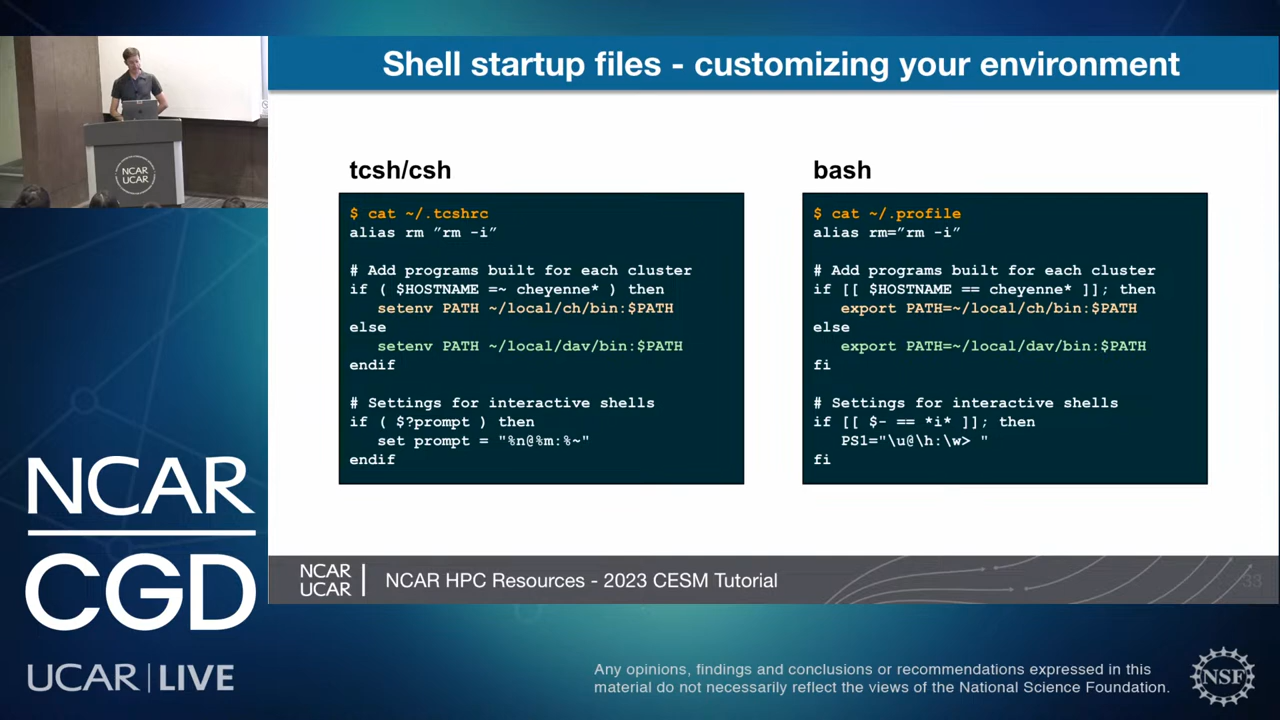 Shell startup files - customizing your environment
NCAR
UCAR
tcsh/csh
$ cat ~/.tcshrc
alias rm ”rm -i”
# Add programs built for each cluster
if ( $HOSTNAME =~ cheyenne* ) then
setenv PATH ~/local/ch/bin:$PATH
else
setenv PATH ~/local/dav/bin:$PATH
endif
# Settings for interactive shells
if ( $?prompt ) then
set prompt = "%n@%m:%~"
endif
bash
$ cat ~/.profile
alias rm=”rm -i”
# Add programs built for each cluster
if [[ $HOSTNAME == cheyenne* ]]; then
export PATH=~/local/ch/bin:$PATH
else
export PATH=~/local/dav/bin:$PATH
fi
# Settings for interactive shells
if [[ $- == *i* ]]; then
PS1="\u@\h:\w> "
fi
NCAR
CGD
UCAR | LIVE
NCAR
UCAR
NCAR HPC Resources - 2023 CESM Tutorial
33
Any opinions, findings and conclusions or recommendations expressed in this
material do not necessarily reflect the views of the National Science Foundation.
NSF